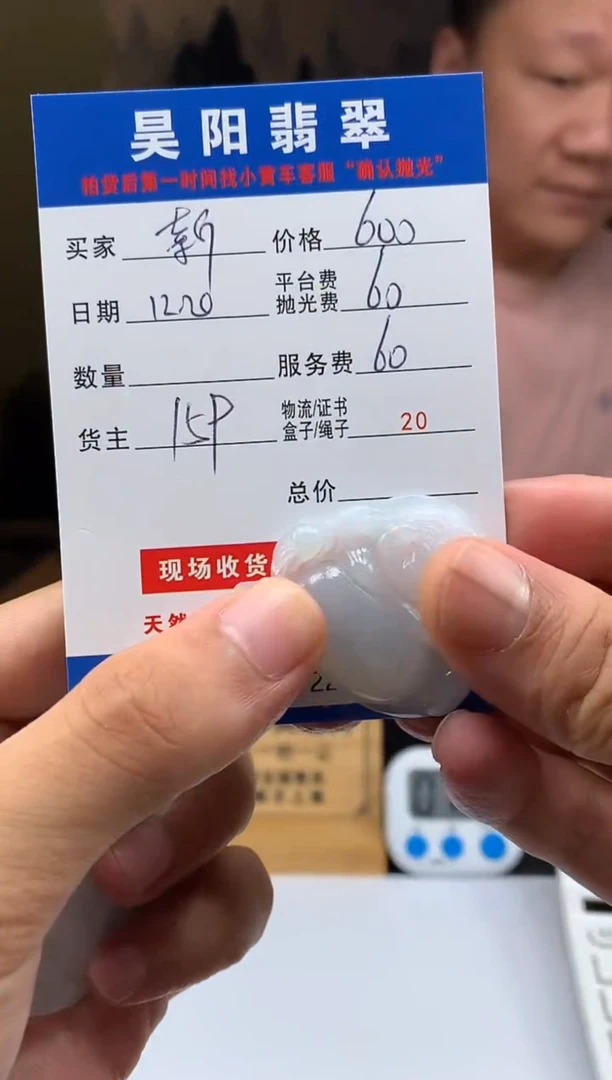 昊阳翡翠
拍货后第一时间找小黄车客服“确认抛光”
买家 新 价格 600
日期 1220 平台费 抛光费 60
数量 服务费 60
货主 15P 物流/证书 盒子/绳子 20
总价
现场收货
天然
22